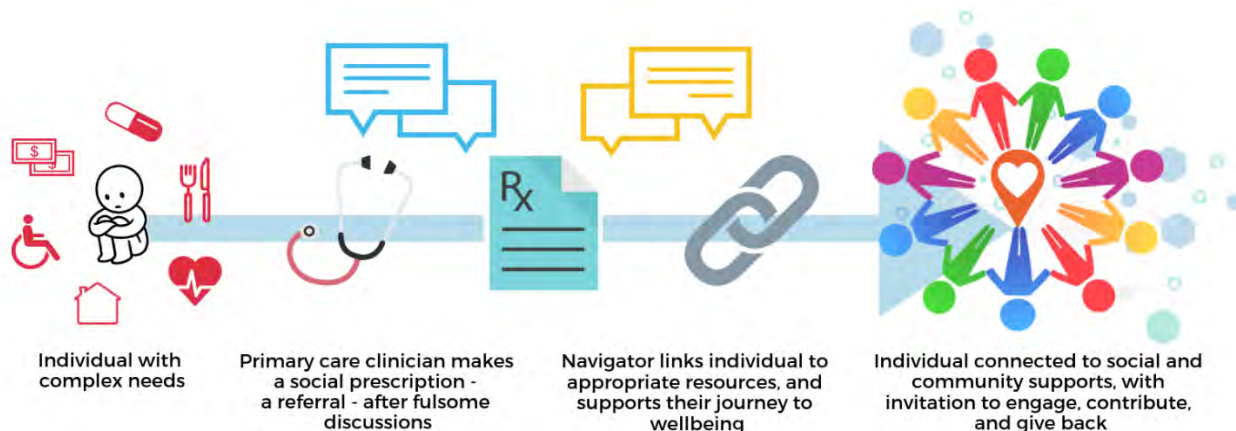 $
$
Rx
Individual with
complex needs
Primary care clinician makes
a social prescription -
a referral - after fulsome
discussions
Navigator links individual to
appropriate resources, and
supports their journey to
wellbeing
Individual connected to social and
community supports, with
invitation to engage, contribute,
and give back